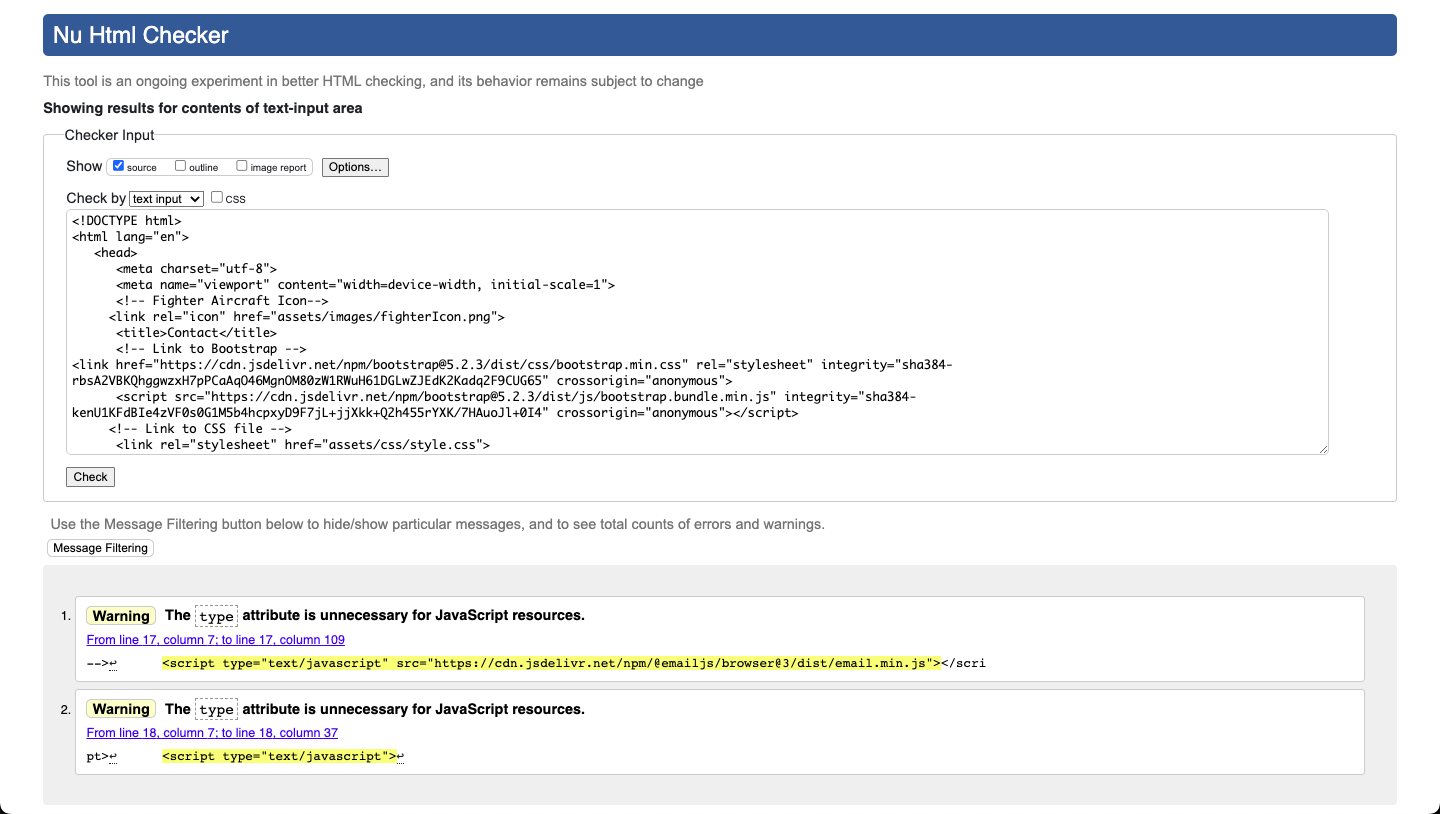 Nu Html Checker
This tool is an ongoing experiment in better HTML checking, and its behavior remains subject to change
Showing results for contents of text-input area
Checker Input
Show source outline image report Options...
Check by text input CSS
<!DOCTYPE html>
<html lang="en">
<head>
<meta charset="utf-8">
<meta name="viewport" content="width=device-width, initial-scale=1">
<!-- Fighter Aircraft Icon-->
<link rel="icon" href="assets/images/fighterIcon.png">
<title>Contact</title>
<!-- Link to Bootstrap -->
<link href="https://cdn.jsdelivr.net/npm/bootstrap@5.2.3/dist/css/bootstrap.min.css" rel="stylesheet" integrity="sha384-
rbsA2VBKQhggwzxH7pPCaAqO46MgnOM80zW1RWuH61DGLwZJEdK2Kadq2F9CUG65" crossorigin="anonymous">
<script src="https://cdn.jsdelivr.net/npm/bootstrap@5.2.3/dist/js/bootstrap.bundle.min.js" integrity="sha384-
kenU1KFdBIe4zVF0s0G1M5b4hcpxyD9F7jL+jjXkk+Q2h455rYXK/7HAuoJl+0I4" crossorigin="anonymous"></script>
<!-- Link to CSS file -->
<link rel="stylesheet" href="assets/css/style.css">
Check
Use the Message Filtering button below to hide/show particular messages, and to see total counts of errors and warnings.
Message Filtering
1. Warning The type attribute is unnecessary for JavaScript resources.
From line 17, column 7; to line 17, column 109
-->↩ <script type="text/javascript" src="https://cdn.jsdelivr.net/npm/@emailjs/browser@3/dist/email.min.js"></scri
2. Warning The type attribute is unnecessary for JavaScript resources.
From line 18, column 7; to line 18, column 37
pt>↩ <script type="text/javascript">↩